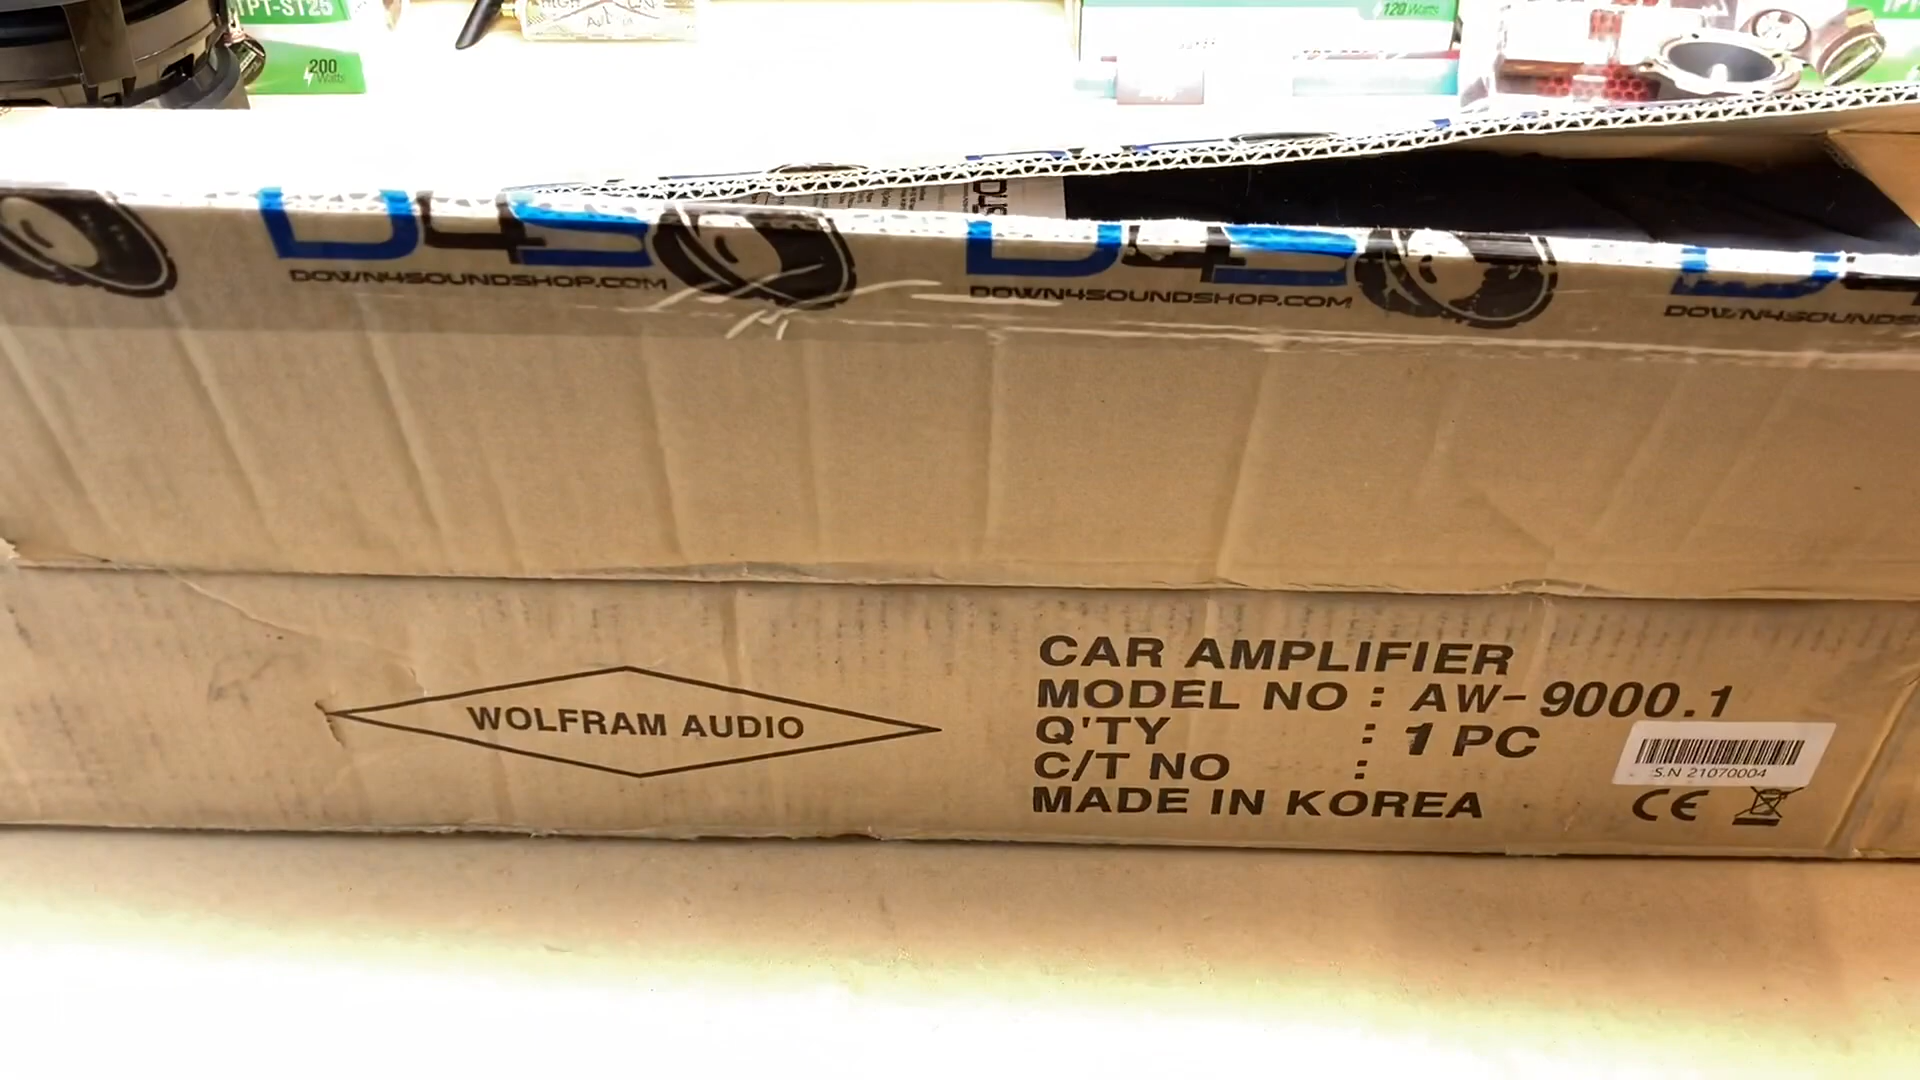 TPT-ST25
200
Watts
HIGH
120 Watts
D4S
DOWN4SOUNDSHOP.COM
D4S
DOWN4SOUNDSHOP.COM
WOLFRAM AUDIO
CAR AMPLIFIER
MODEL NO : AW-9000.1
Q'TY : 1 PC
C/T NO :
MADE IN KOREA
S.N 21070004
CE